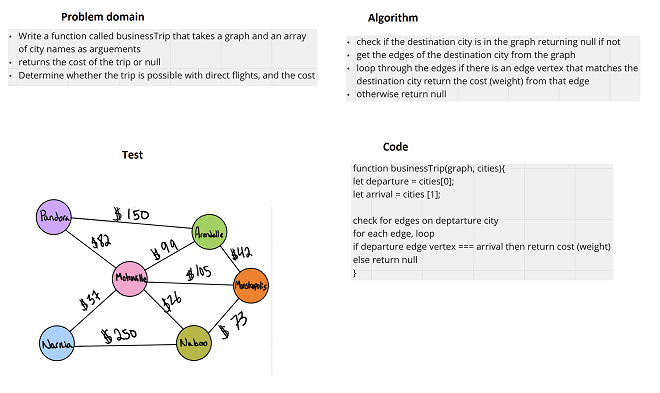 Problem domain
• Write a function called businessTrip that takes a graph and an array
of city names as arguements
• returns the cost of the trip or null
• Determine whether the trip is possible with direct flights, and the cost
Algorithm
• check if the destination city is in the graph returning null if not
• get the edges of the destination city from the graph
• loop through the edges if there is an edge vertex that matches the
destination city return the cost (weight) from that edge
• otherwise return null
Test
Pandora
$150
Arendelle
$82
$99
$42
Metroville
$105
Monstropolis
$37
$26
$73
Narnia
$250
Naboo
Code
function businessTrip(graph, cities){
let departure = cities[0];
let arrival = cities [1];
check for edges on deptarture city
for each edge, loop
if departure edge vertex === arrival then return cost (weight)
else return null
}